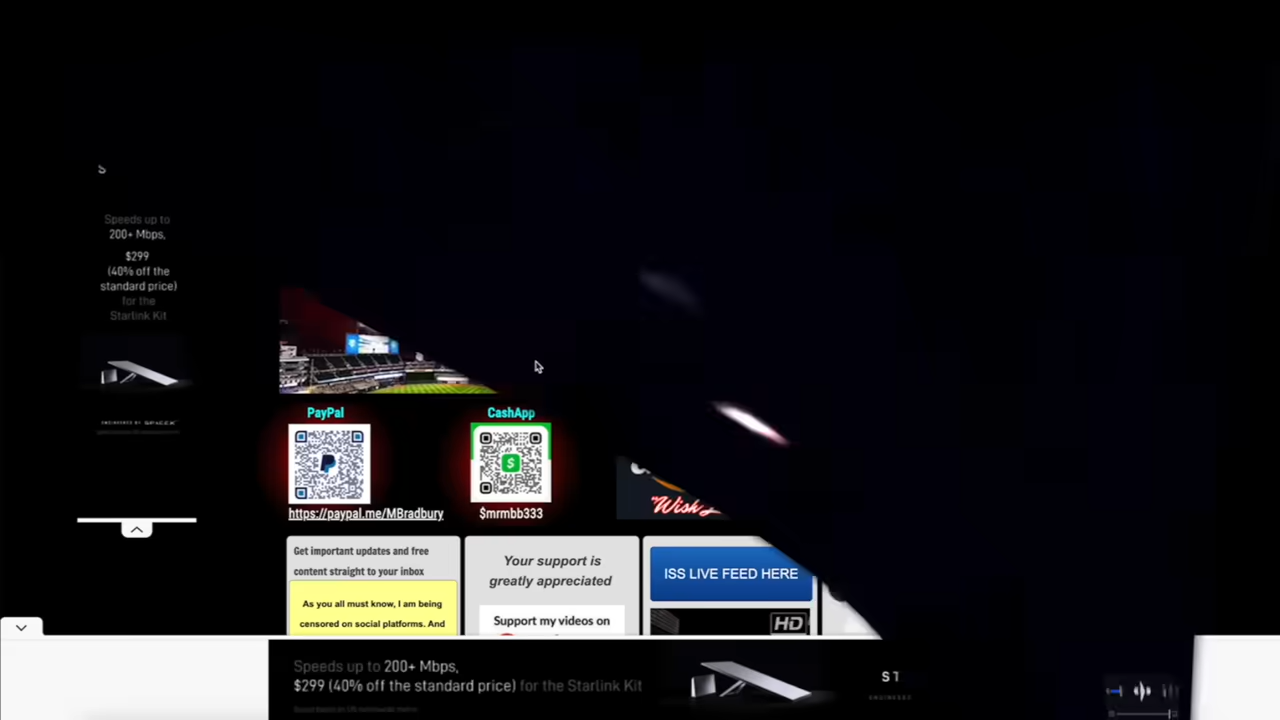 S
Speeds up to
200+ Mbps,
$299
(40% off the
standard price)
for the
Starlink Kit
ENGINEERED BY SPACEX
PayPal
https://paypal.me/MBradbury
CashApp
$
$mrmbb333
"Wish
Get important updates and free
content straight to your inbox
As you all must know, I am being
censored on social platforms. And
Your support is
greatly appreciated
Support my videos on
ISS LIVE FEED HERE
HD
Speeds up to 200+ Mbps,
$299 (40% off the standard price) for the Starlink Kit
ST